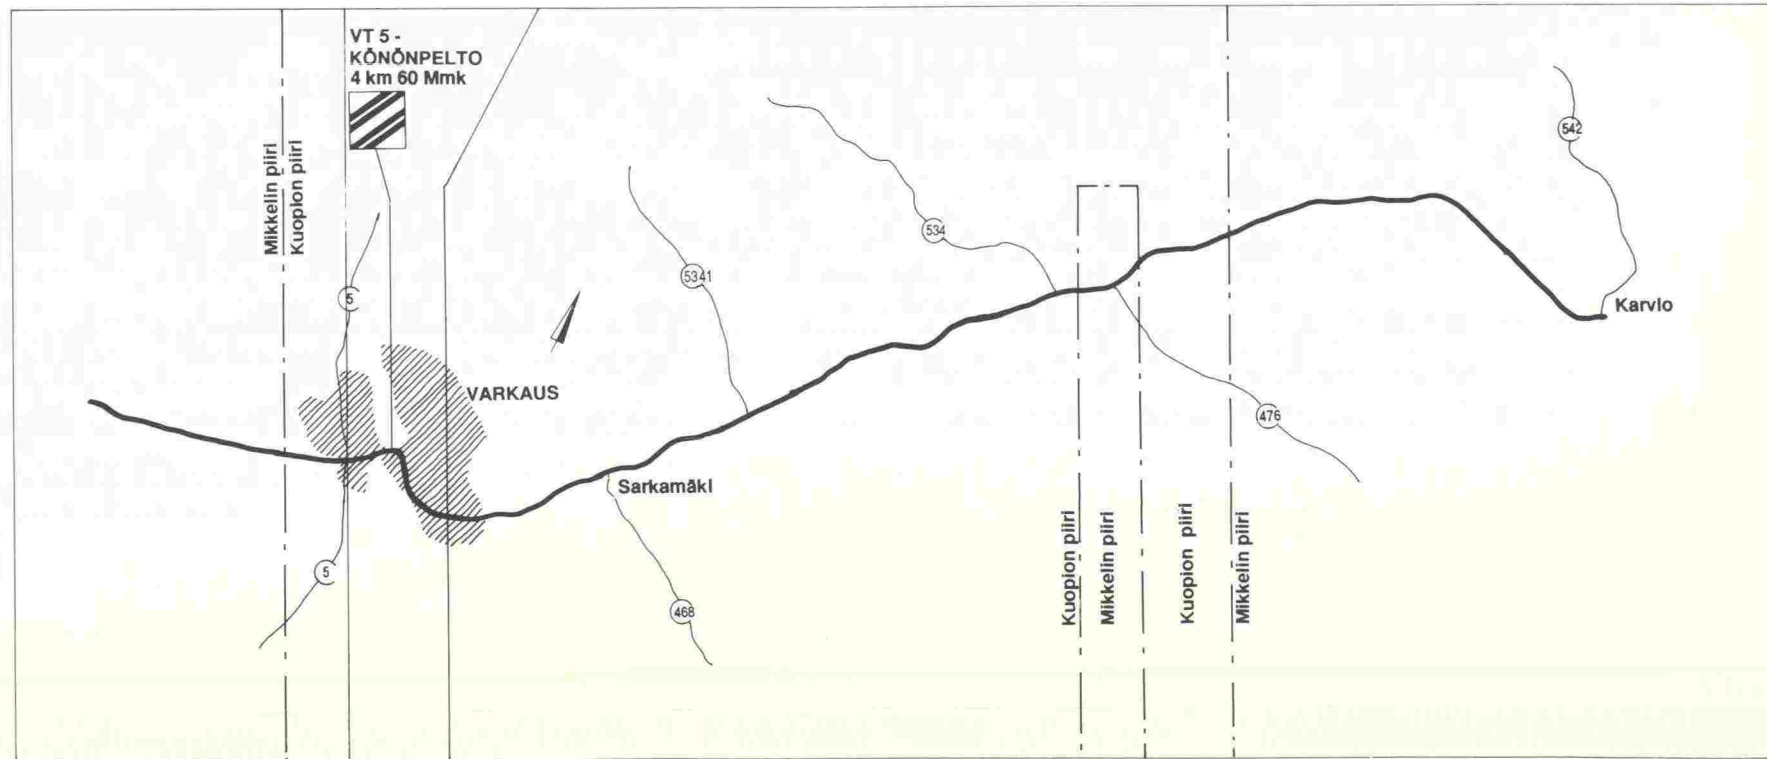 VT 5 -
KÖNÖNPELTO
4 km 60 Mmk
Mikkelin piiri
Kuopion piiri
5
VARKAUS
5
5341
534
542
Karvio
476
Sarkamäki
468
Kuopion piiri
Mikkelin piiri
Kuopion piiri
Mikkelin piiri